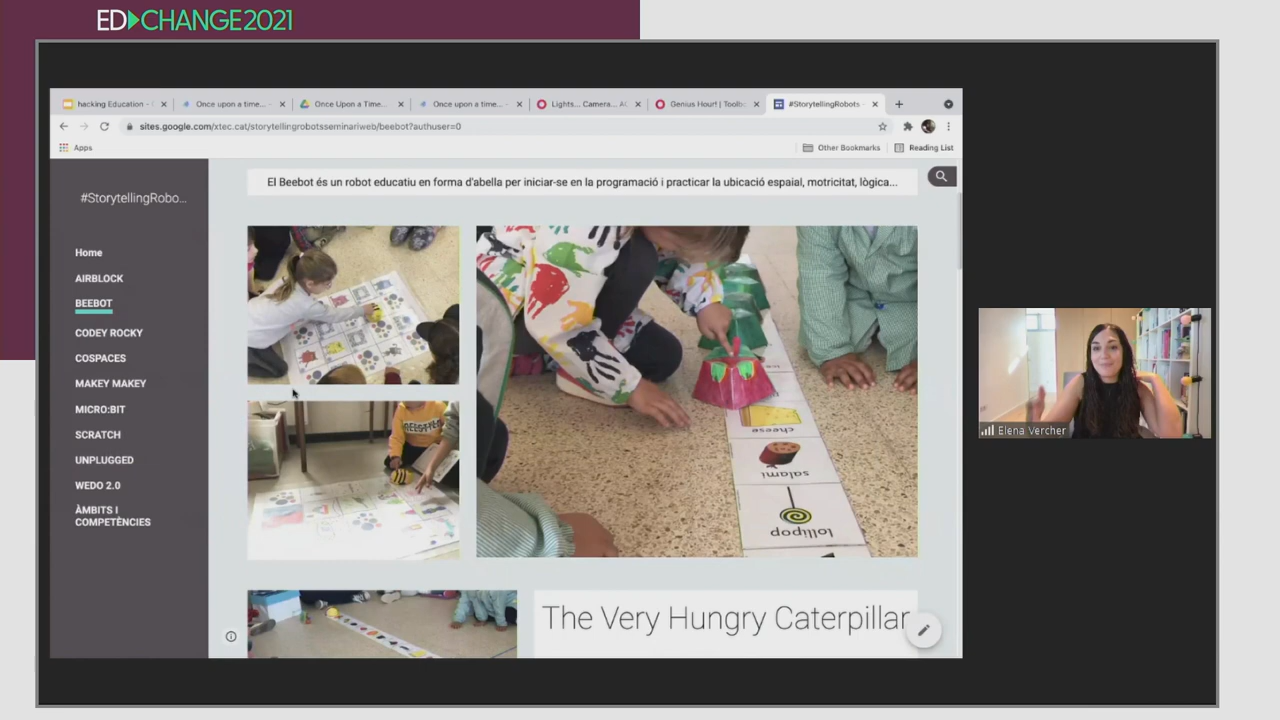 ED CHANGE2021
hacking Education -
Once upon a time...
Once Upon a Time...
Once upon a time...
Lights... Camera... A
Genius Hour! | Toolb
#StorytellingRobots
sites.google.com/xtec.cat/storytellingrobotsseminariweb/beebot?authuser=0
Apps
Other Bookmarks
Reading List
#StorytellingRobo...
Home
AIRBLOCK
BEEBOT
CODEY ROCKY
COSPACES
MAKEY MAKEY
MICRO:BIT
SCRATCH
UNPLUGGED
WEDO 2.0
ÀMBITS I
COMPETÈNCIES
El Beebot és un robot educatiu en forma d'abella per iniciar-se en la programació i practicar la ubicació espaial, motricitat, lògica...
cheese
salami
lollipop
The Very Hungry Caterpillar
Elena Vercher